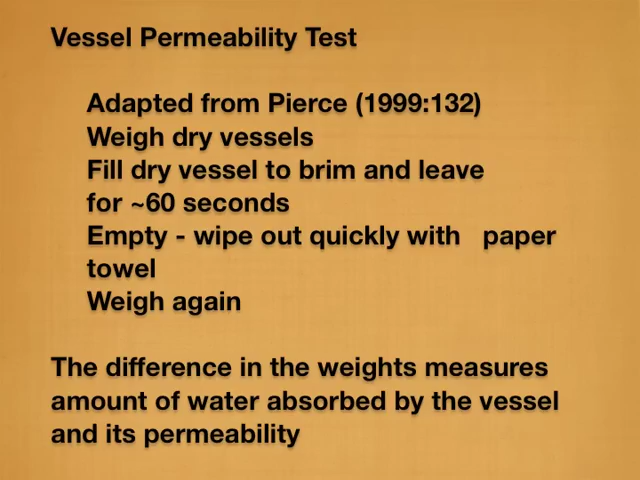 Vessel Permeability Test
Adapted from Pierce (1999:132)
Weigh dry vessels
Fill dry vessel to brim and leave
for ~60 seconds
Empty - wipe out quickly with paper
towel
Weigh again
The difference in the weights measures
amount of water absorbed by the vessel
and its permeability